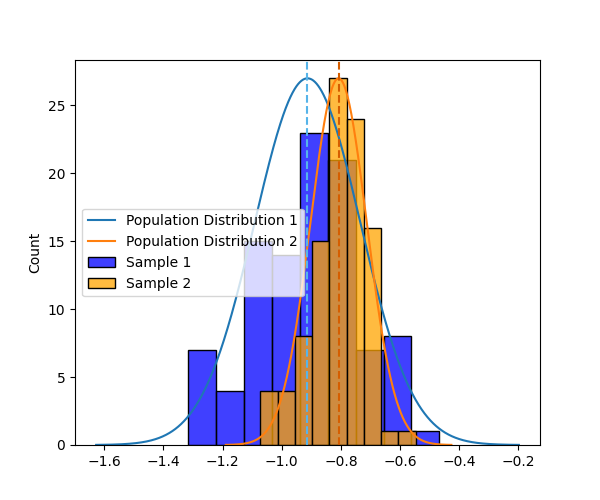 25
20
15
10
5
0
Count
Population Distribution 1
Population Distribution 2
Sample 1
Sample 2
−1.6 −1.4 −1.2 −1.0 −0.8 −0.6 −0.4 −0.2